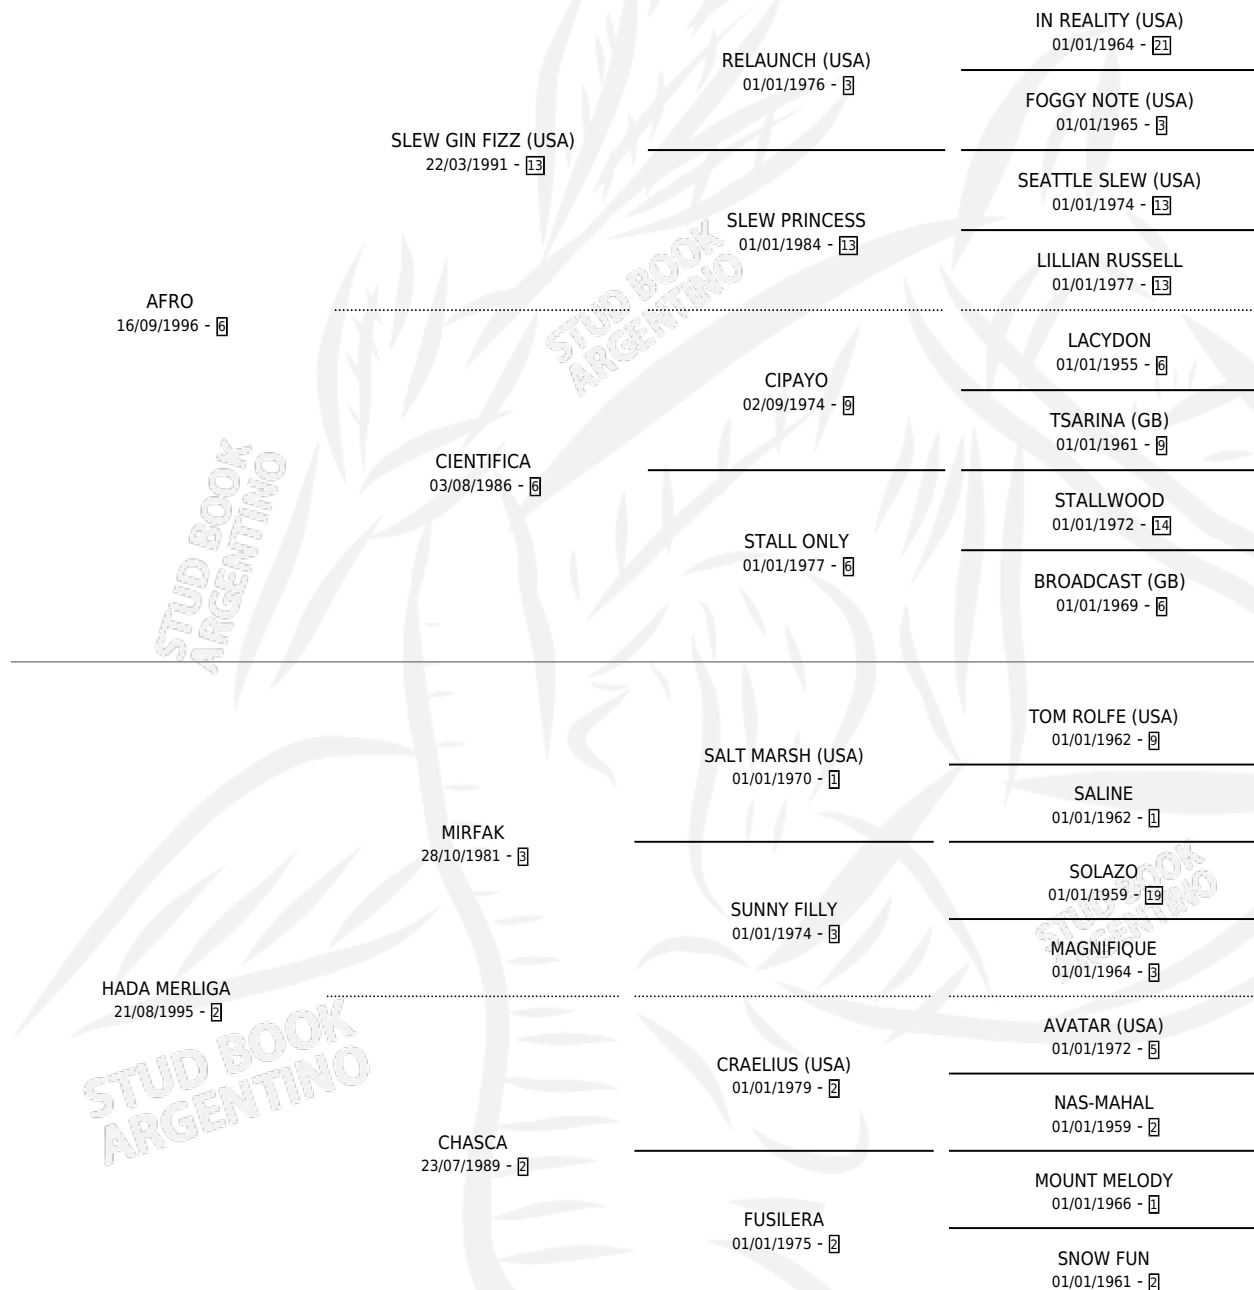 IN REALITY (USA)
01/01/1964 - 21
RELAUNCH (USA)
01/01/1976 - 3
FOGGY NOTE (USA)
01/01/1965 - 3
SLEW GIN FIZZ (USA)
22/03/1991 - 13
SEATTLE SLEW (USA)
01/01/1974 - 13
SLEW PRINCESS
01/01/1984 - 13
LILLIAN RUSSELL
01/01/1977 - 13
AFRO
16/09/1996 - 6
LACYDON
01/01/1955 - 6
CIPAYO
02/09/1974 - 9
TSARINA (GB)
01/01/1961 - 9
CIENTIFICA
03/08/1986 - 6
STALLWOOD
01/01/1972 - 14
STALL ONLY
01/01/1977 - 6
BROADCAST (GB)
01/01/1969 - 6
STUD BOOK
ARGENTINO
STUD BOOK
ARGENTINO
TOM ROLFE (USA)
01/01/1962 - 9
SALT MARSH (USA)
01/01/1970 - 1
SALINE
01/01/1962 - 1
MIRFAK
28/10/1981 - 3
SOLAZO
01/01/1959 - 19
SUNNY FILLY
01/01/1974 - 3
MAGNIFIQUE
01/01/1964 - 3
STUD BOOK
ARGENTINO
HADA MERLIGA
21/08/1995 - 2
AVATAR (USA)
01/01/1972 - 5
CRAELIUS (USA)
01/01/1979 - 2
NAS-MAHAL
01/01/1959 - 2
STUD BOOK
ARGENTINO
CHASCA
23/07/1989 - 2
MOUNT MELODY
01/01/1966 - 1
FUSILERA
01/01/1975 - 2
SNOW FUN
01/01/1961 - 2